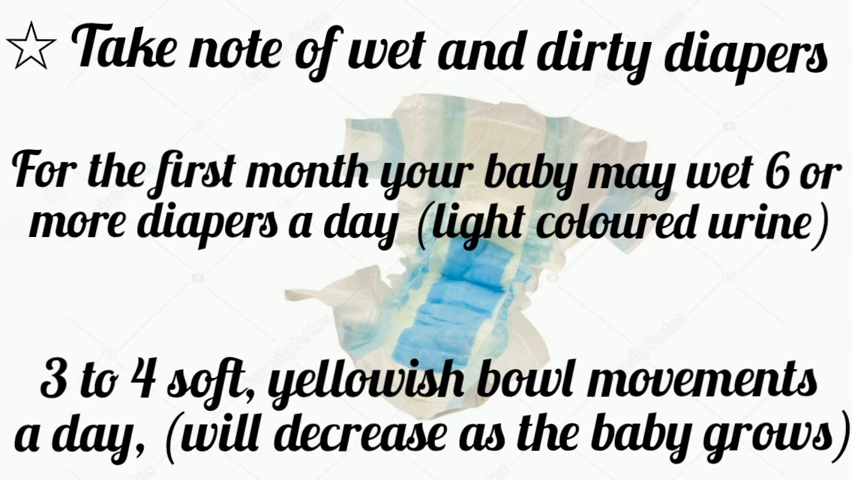 ☆ Take note of wet and dirty diapers
For the first month your baby may wet 6 or
more diapers a day (light coloured urine)
3 to 4 soft, yellowish bowl movements
a day, (will decrease as the baby grows)